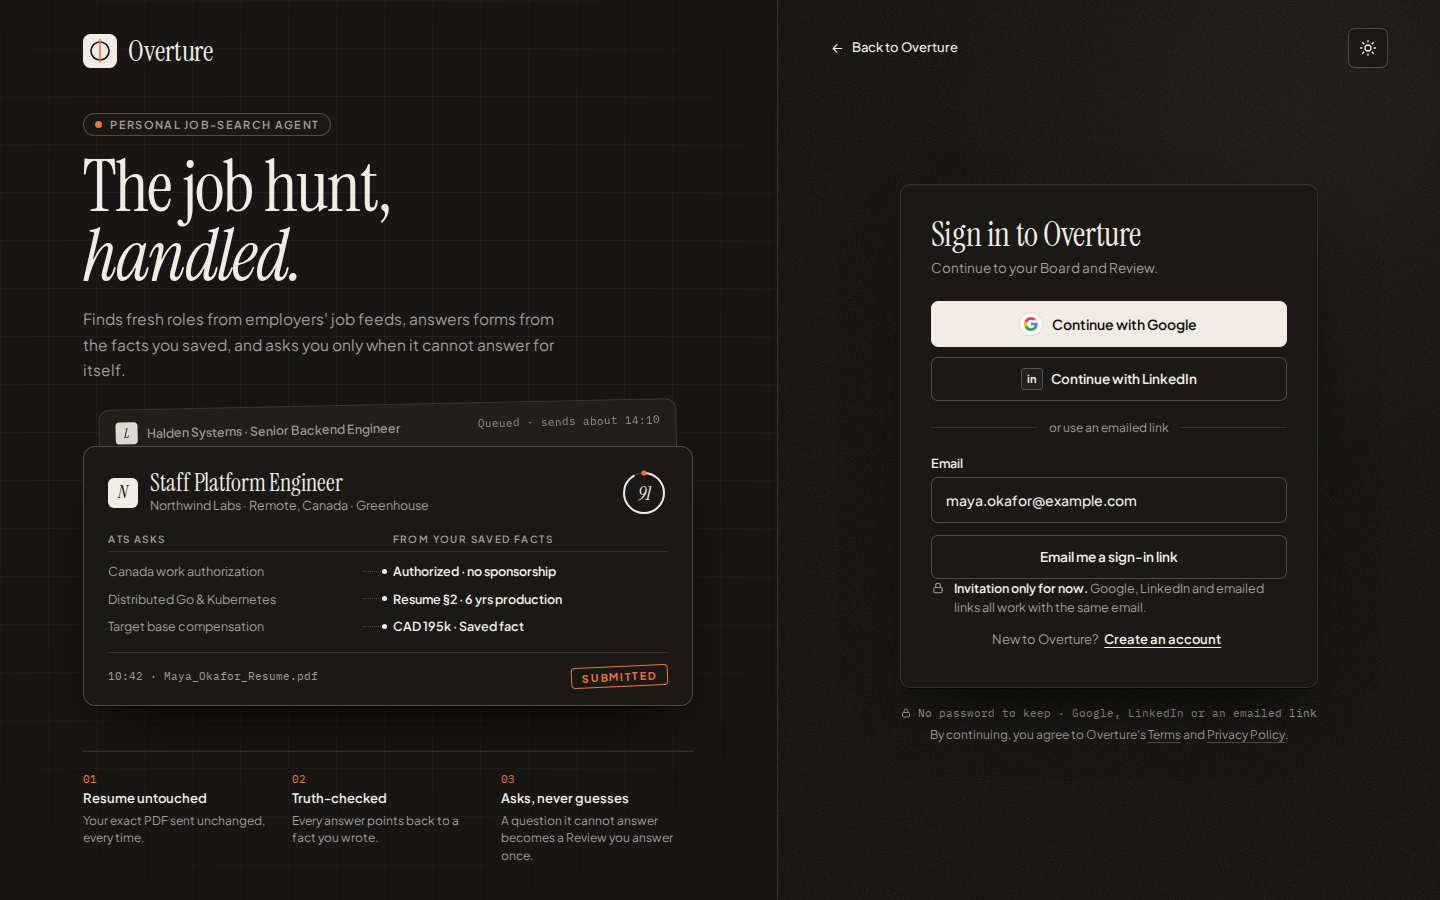 Overture
PERSONAL JOB-SEARCH AGENT
The job hunt,
handled.
Finds fresh roles from employers' job feeds, answers forms from
the facts you saved, and asks you only when it cannot answer for
itself.
L Halden Systems · Senior Backend Engineer Queued · sends about 14:10
N Staff Platform Engineer 91
Northwind Labs · Remote, Canada · Greenhouse
ATS ASKS FROM YOUR SAVED FACTS
Canada work authorization Authorized · no sponsorship
Distributed Go & Kubernetes Resume §2 · 6 yrs production
Target base compensation CAD 195k · Saved fact
10:42 · Maya_Okafor_Resume.pdf SUBMITTED
01
Resume untouched
Your exact PDF sent unchanged,
every time.
02
Truth-checked
Every answer points back to a
fact you wrote.
03
Asks, never guesses
A question it cannot answer
becomes a Review you answer
once.
← Back to Overture
Sign in to Overture
Continue to your Board and Review.
G Continue with Google
in Continue with LinkedIn
or use an emailed link
Email
maya.okafor@example.com
Email me a sign-in link
Invitation only for now. Google, LinkedIn and emailed
links all work with the same email.
New to Overture? Create an account
No password to keep · Google, LinkedIn or an emailed link
By continuing, you agree to Overture's Terms and Privacy Policy.